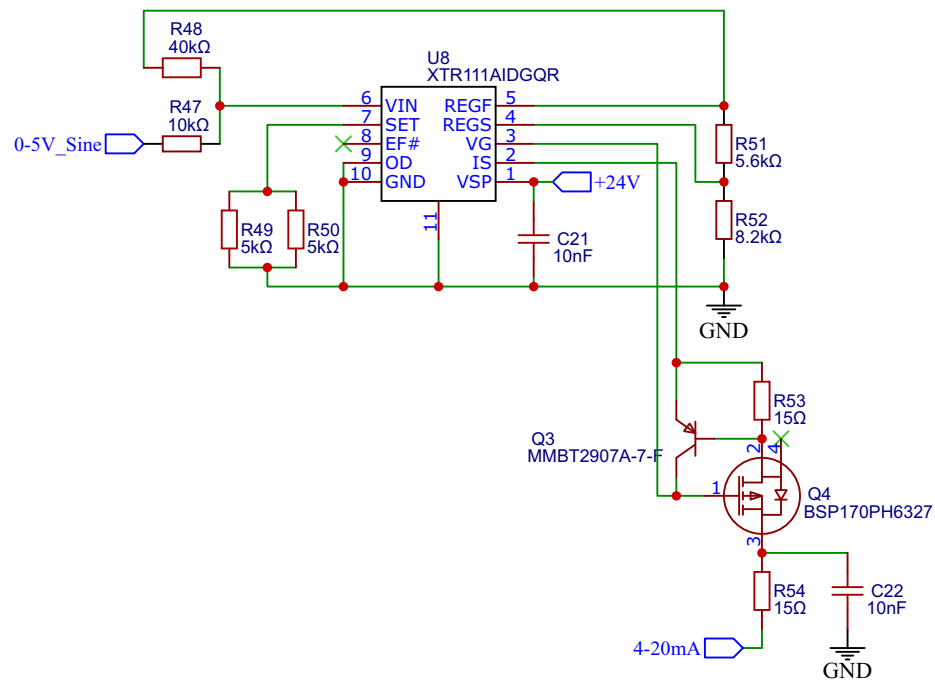 R48
40kΩ
U8
XTR111AIDGQR
R47
10kΩ
0-5V_Sine
6 VIN REGF 5
7 SET REGS 4
8 EF# VG 3
9 OD IS 2
10 GND VSP 1
11
+24V
R51
5.6kΩ
R52
8.2kΩ
R49
5kΩ
R50
5kΩ
C21
10nF
GND
R53
15Ω
Q3
MMBT2907A-7-F
2
4
1
3
Q4
BSP170PH6327
R54
15Ω
C22
10nF
4-20mA
GND